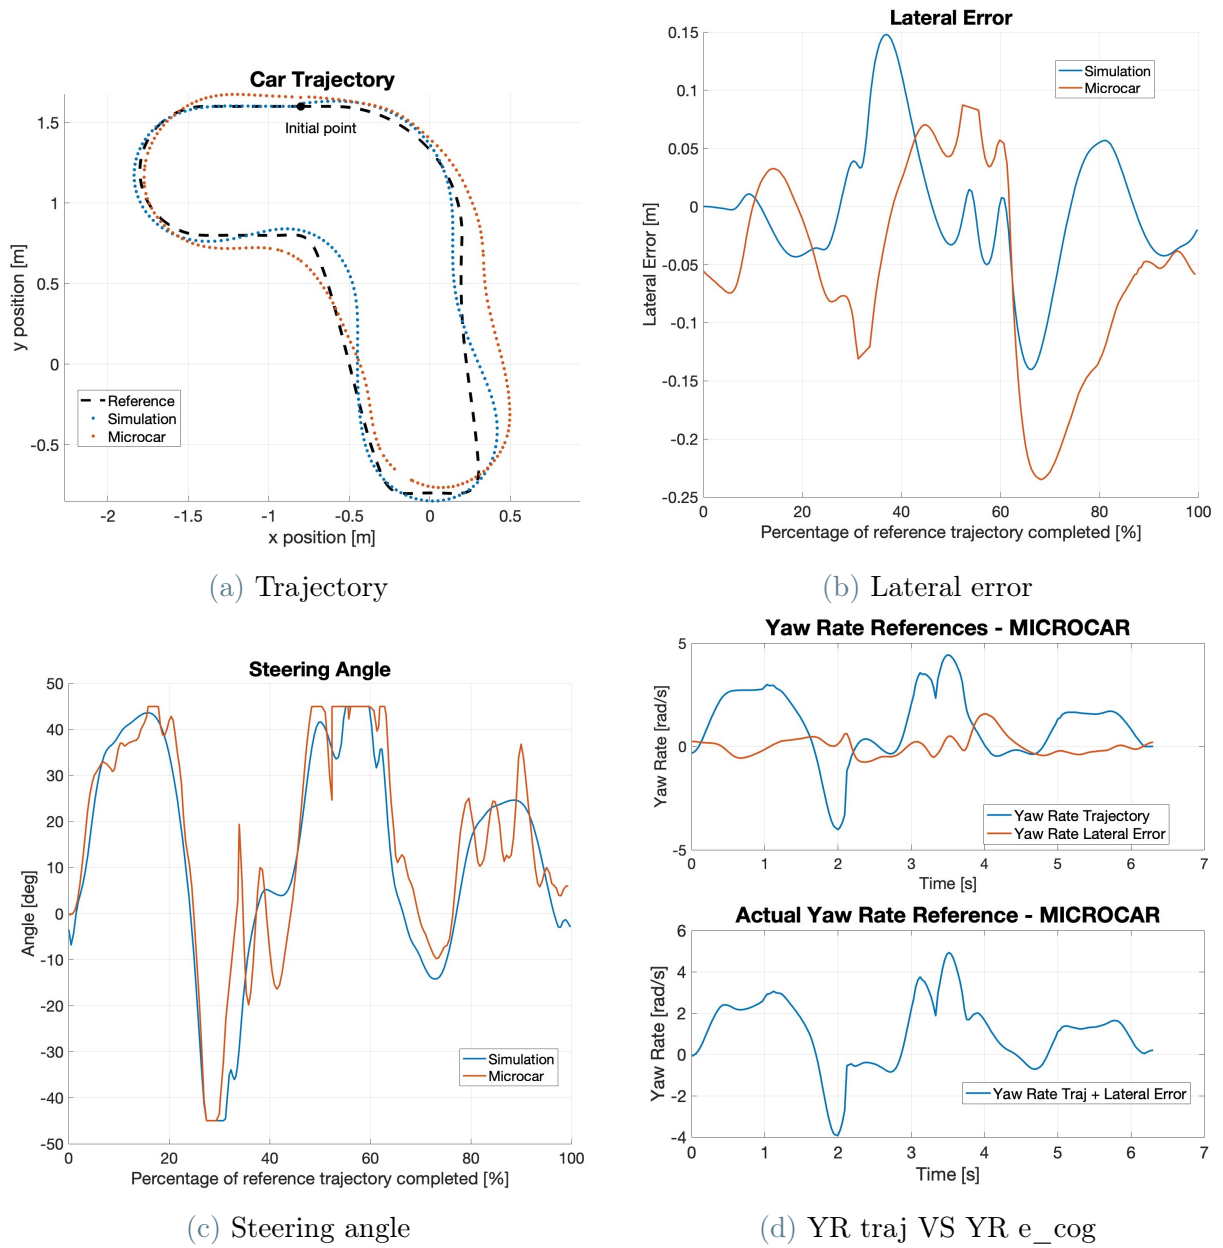 Car Trajectory
1.5
1
0.5
0
-0.5
y position [m]
Initial point
Reference
Simulation
Microcar
-2
-1.5
-1
-0.5
0
0.5
x position [m]
(a) Trajectory
Lateral Error
0.15
0.1
0.05
0
-0.05
-0.1
-0.15
-0.2
-0.25
Lateral Error [m]
Simulation
Microcar
0
20
40
60
80
100
Percentage of reference trajectory completed [%]
(b) Lateral error
Steering Angle
50
40
30
20
10
0
-10
-20
-30
-40
-50
Angle [deg]
Simulation
Microcar
0
20
40
60
80
100
Percentage of reference trajectory completed [%]
(c) Steering angle
Yaw Rate References - MICROCAR
5
0
-5
Yaw Rate [rad/s]
Yaw Rate Trajectory
Yaw Rate Lateral Error
0
1
2
3
4
5
6
7
Time [s]
Actual Yaw Rate Reference - MICROCAR
6
4
2
0
-2
-4
Yaw Rate [rad/s]
Yaw Rate Traj + Lateral Error
0
1
2
3
4
5
6
7
Time [s]
(d) YR traj VS YR e_cog